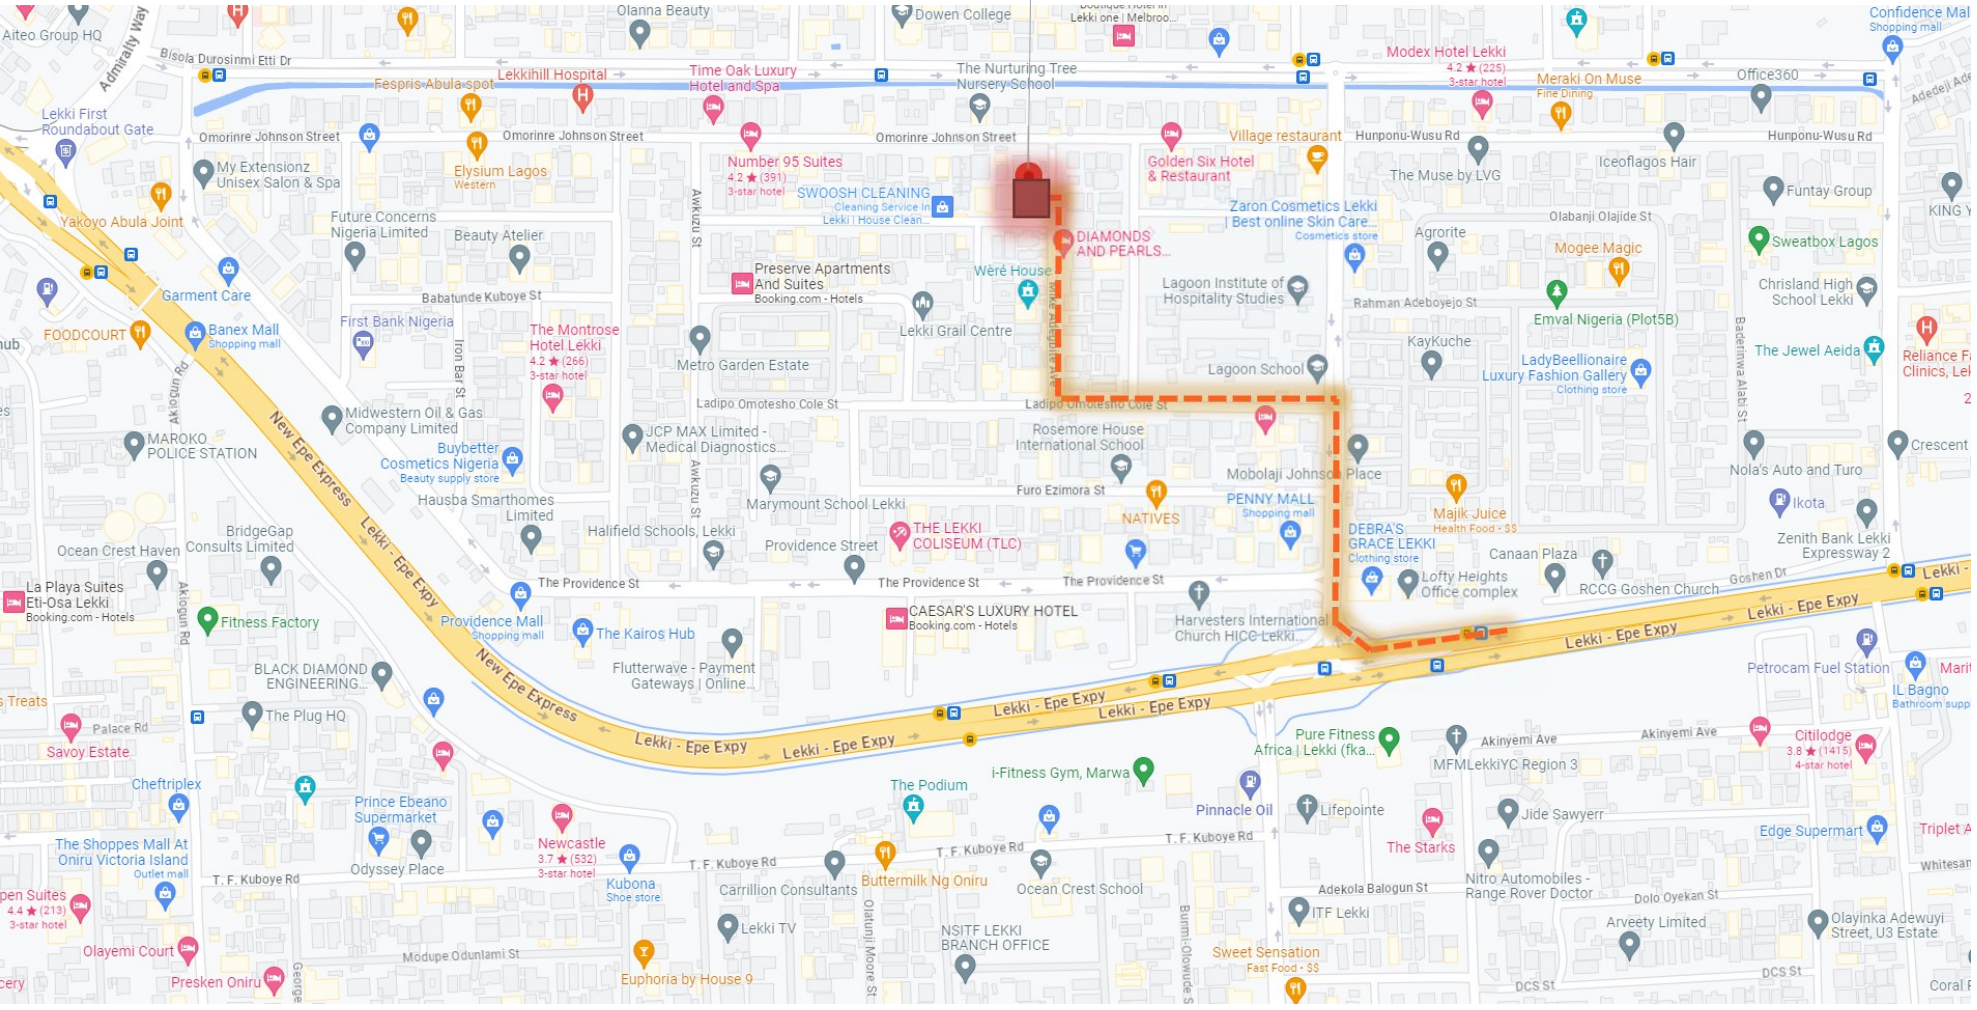 Aiteo Group HQ
Admiralty Way
Olanna Beauty
Dowen College
Lekki one | Melbroo...
Confidence Mal
Shopping mall
Bisola Durosinmi Etti Dr
Fespris Abula spot
Lekkihill Hospital
Time Oak Luxury
Hotel and Spa
The Nurturing Tree
Nursery School
Modex Hotel Lekki
4.2 ★ (225)
3-star hotel
Meraki On Muse
Fine Dining
Office360
Adedeji Ade
Lekki First
Roundabout Gate
Omorinre Johnson Street
Omorinre Johnson Street
Omorinre Johnson Street
Village restaurant
Hunponu-Wusu Rd
Hunponu-Wusu Rd
My Extensionz
Unisex Salon & Spa
Elysium Lagos
Western
Number 95 Suites
4.2 ★ (391)
3-star hotel
Golden Six Hotel
& Restaurant
The Muse by LVG
Iceoflagos Hair
Funtay Group
KING Y
SWOOSH CLEANING
Cleaning Service In
Lekki | House Clean...
Yakoyo Abula Joint
Future Concerns
Nigeria Limited
Beauty Atelier
Awkuzu St
Zaron Cosmetics Lekki
| Best online Skin Care...
Cosmetics store
Olabanji Olajide St
Agrorite
Mogee Magic
Sweatbox Lagos
DIAMONDS
AND PEARLS...
Garment Care
Babatunde Kuboye St
Preserve Apartments
And Suites
Booking.com - Hotels
Wèrè House
Lagoon Institute of
Hospitality Studies
Rahman Adeboyejo St
Emval Nigeria (Plot5B)
Chrisland High
School Lekki
FOODCOURT
Banex Mall
Shopping mall
First Bank Nigeria
Iron Bar St
The Montrose
Hotel Lekki
4.2 ★ (266)
3-star hotel
Lekki Grail Centre
Metro Garden Estate
KayKuche
LadyBeellionaire
Luxury Fashion Gallery
Clothing store
Baderinwa Alabi St
The Jewel Aeida
Reliance Fa
Clinics, Lek
Lagoon School
Akiogun Rd
Ladipo Omotesho Cole St
Ladipo Omotesho Cole St
Midwestern Oil & Gas
Company Limited
MAROKO
POLICE STATION
New Epe Express
Buybetter
Cosmetics Nigeria
Beauty supply store
JCP MAX Limited -
Medical Diagnostics...
Awkuzu St
Rosemore House
International School
Mobolaji Johnson Place
Nola's Auto and Turo
Crescent
Hausba Smarthomes
Limited
Marymount School Lekki
Furo Ezimora St
NATIVES
PENNY MALL
Shopping mall
Majik Juice
Health Food - $$
Ikota
BridgeGap
Consults Limited
Ocean Crest Haven
Lekki - Epe Expy
Halifield Schools, Lekki
Providence Street
THE LEKKI
COLISEUM (TLC)
DEBRA'S
GRACE LEKKI
Clothing store
Canaan Plaza
Zenith Bank Lekki
Expressway 2
La Playa Suites
Eti-Osa Lekki
Booking.com - Hotels
Akiogun Rd
The Providence St
The Providence St
The Providence St
Lofty Heights
Office complex
RCCG Goshen Church
Goshen Dr
Lekki -
Fitness Factory
Providence Mall
Shopping mall
The Kairos Hub
CAESAR'S LUXURY HOTEL
Booking.com - Hotels
Harvesters International
Church HICC Lekki...
Lekki - Epe Expy
Lekki - Epe Expy
BLACK DIAMOND
ENGINEERING...
New Epe Express
Flutterwave - Payment
Gateways | Online...
Petrocam Fuel Station
Marit
IL Bagno
Bathroom supp
s Treats
Palace Rd
The Plug HQ
Savoy Estate
Lekki - Epe Expy
Lekki - Epe Expy
Lekki - Epe Expy
Lekki - Epe Expy
Pure Fitness
Africa | Lekki (fka...
Akinyemi Ave
Akinyemi Ave
Citilodge
3.8 ★ (1415)
4-star hotel
MFMLekkiYC Region 3
i-Fitness Gym, Marwa
Cheftriplex
Prince Ebeano
Supermarket
The Podium
Pinnacle Oil
Lifepointe
Jide Sawyerr
The Shoppes Mall At
Oniru Victoria Island
Outlet mall
Newcastle
3.7 ★ (532)
3-star hotel
T. F. Kuboye Rd
T. F. Kuboye Rd
T. F. Kuboye Rd
T. F. Kuboye Rd
The Starks
Edge Supermart
Triplet A
Odyssey Place
Kubona
Shoe store
Carrillion Consultants
Buttermilk Ng Oniru
Ocean Crest School
Adekola Balogun St
Nitro Automobiles -
Range Rover Doctor
Dolo Oyekan St
Whitesan
pen Suites
4.4 ★ (213)
3-star hotel
Lekki TV
Olatunji Moore St
NSITF LEKKI
BRANCH OFFICE
Bunmi-Olowude S
ITF Lekki
Arveety Limited
Olayinka Adewuyi
Street, U3 Estate
Olayemi Court
Modupe Odunlami St
Presken Oniru
George
Euphoria by House 9
Sweet Sensation
Fast Food - $$
DCS St
DCS St
Coral F
cery